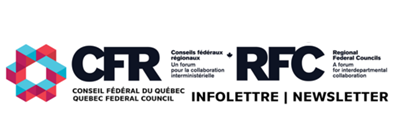 CFR
Conseils fédéraux
régionaux
Un forum
pour la collaboration
interministérielle
RFC
Regional
Federal Councils
A forum
for interdepartmental
collaboration
CONSEIL FÉDÉRAL DU QUÉBEC
QUEBEC FEDERAL COUNCIL
INFOLETTRE | NEWSLETTER